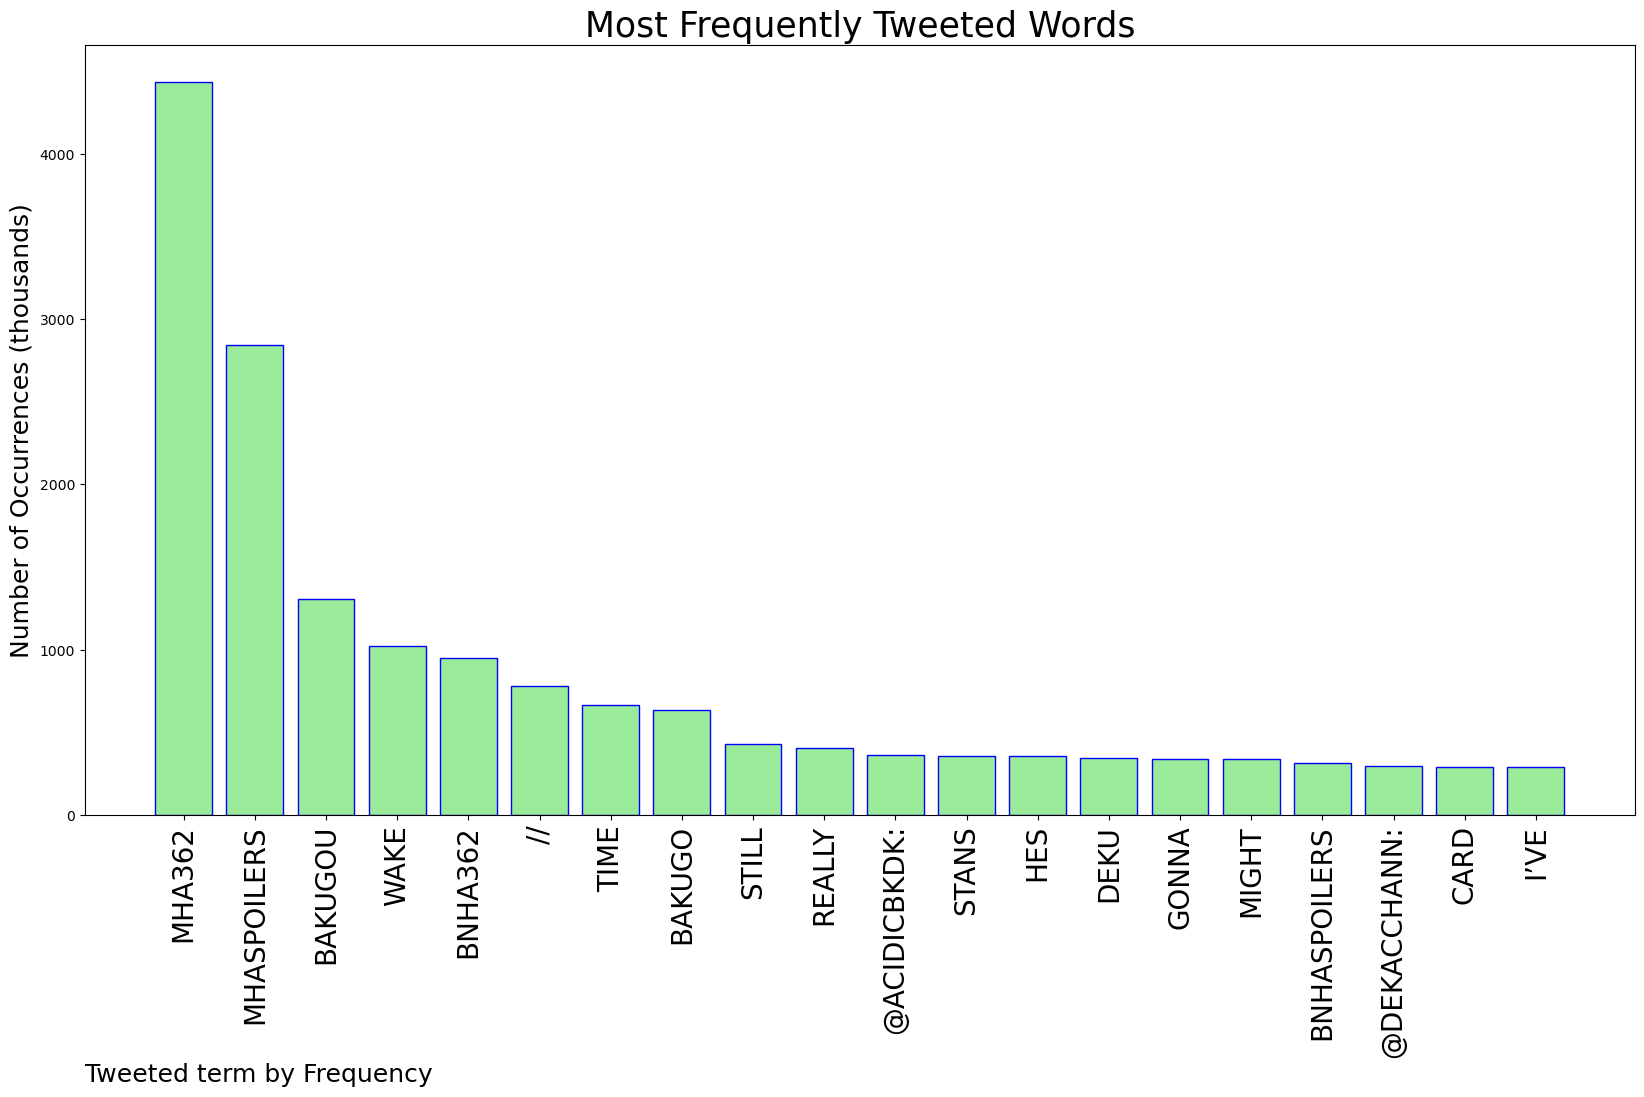 Most Frequently Tweeted Words
Number of Occurrences (thousands)
4000
3000
2000
1000
0
MHA362
MHASPOILERS
BAKUGOU
WAKE
BNHA362
//
TIME
BAKUGO
STILL
REALLY
@ACIDICBKDK:
STANS
HES
DEKU
GONNA
MIGHT
BNHASPOILERS
@DEKACCHANN:
CARD
I’VE
Tweeted term by Frequency